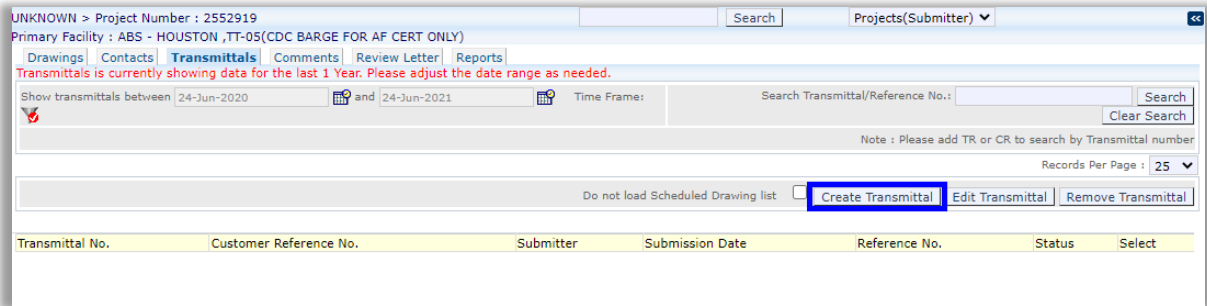 UNKNOWN > Project Number : 2552919 Search Projects(Submitter)
Primary Facility : ABS - HOUSTON ,TT-05(CDC BARGE FOR AF CERT ONLY)
Drawings Contacts Transmittals Comments Review Letter Reports
Transmittals is currently showing data for the last 1 Year. Please adjust the date range as needed.
Show transmittals between 24-Jun-2020 and 24-Jun-2021 Time Frame: Search Transmittal/Reference No.: Search
Clear Search
Note : Please add TR or CR to search by Transmittal number
Records Per Page : 25
Do not load Scheduled Drawing list Create Transmittal Edit Transmittal Remove Transmittal
Transmittal No. Customer Reference No. Submitter Submission Date Reference No. Status Select